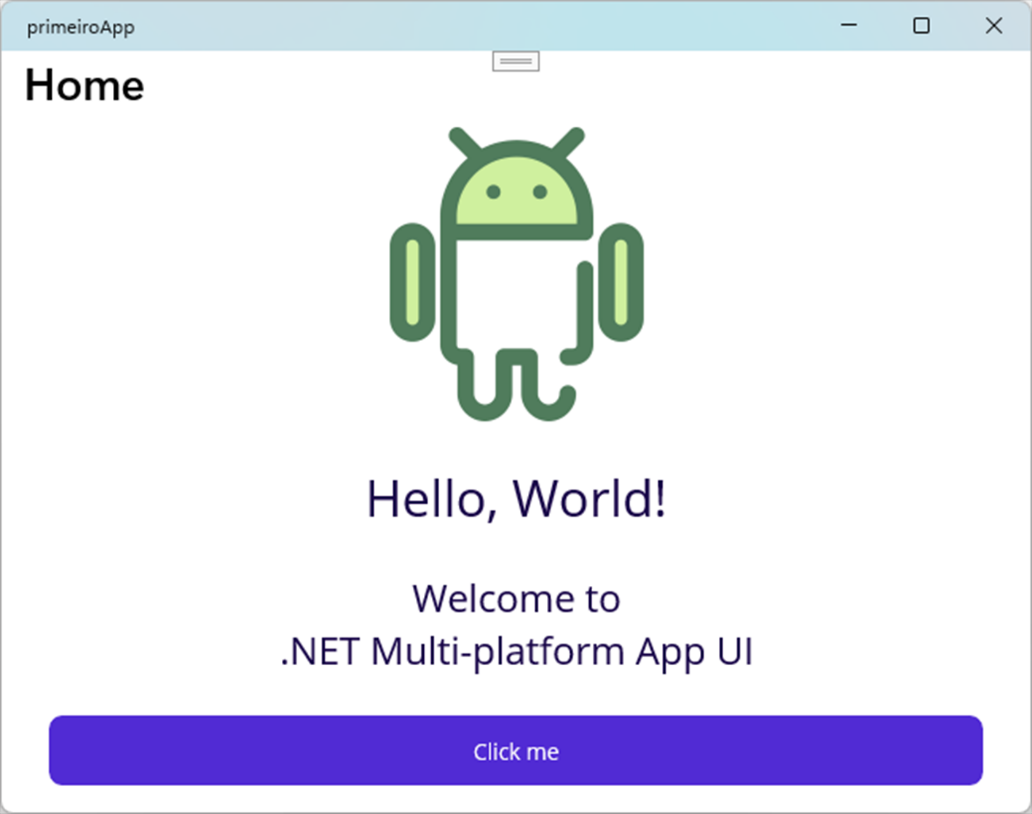 primeiroApp
Home
Hello, World!
Welcome to
.NET Multi-platform App UI
Click me